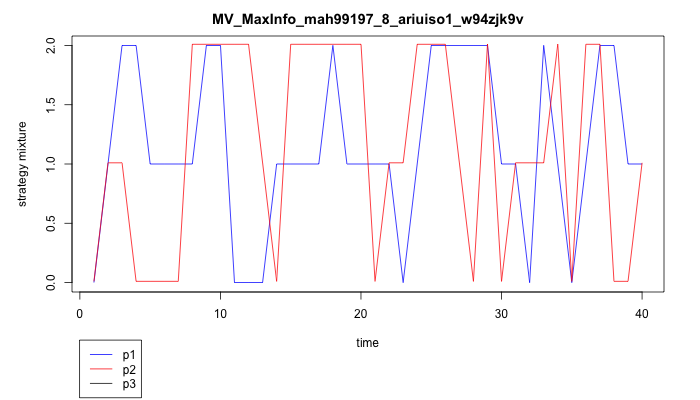 MV_MaxInfo_mah99197_8_ariuiso1_w94zjk9v
strategy mixture
2.0
1.5
1.0
0.5
0.0
0 10 20 30 40
time
p1
p2
p3